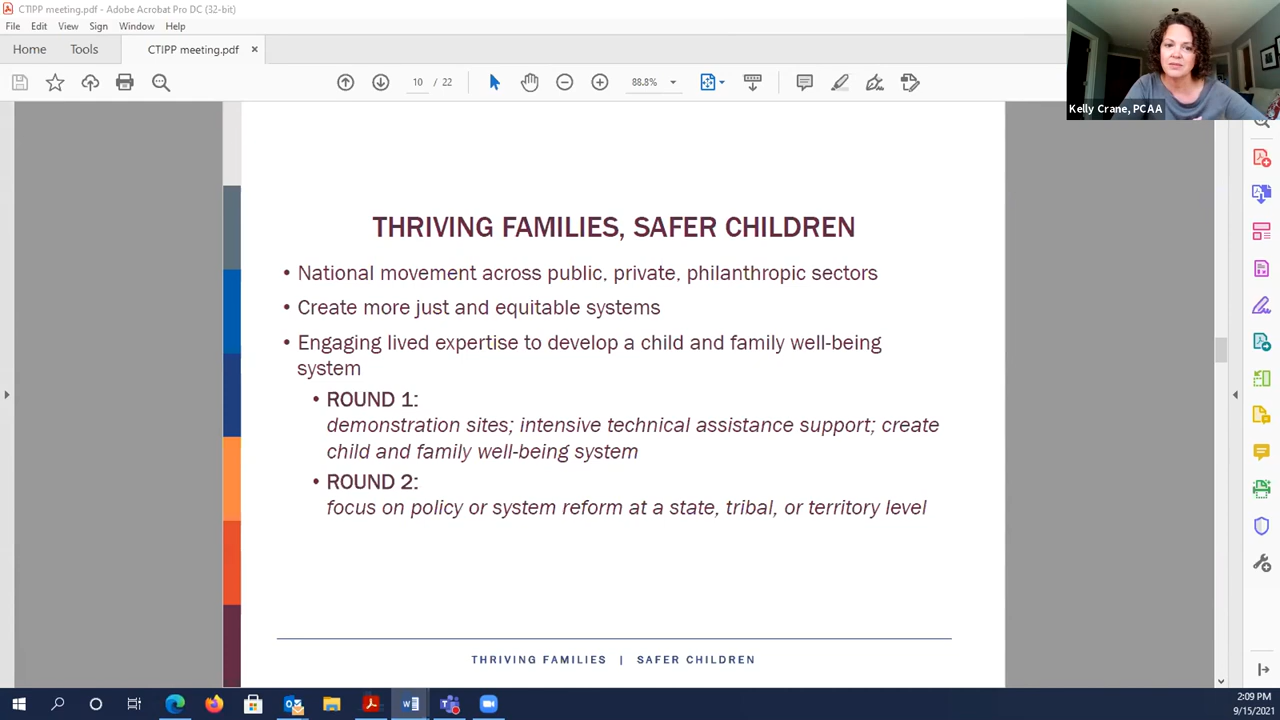 CTIPP meeting.pdf - Adobe Acrobat Pro DC (32-bit)
File Edit View Sign Window Help
Home Tools CTIPP meeting.pdf ×
10 / 22 88.8%
Kelly Crane, PCAA
THRIVING FAMILIES, SAFER CHILDREN
• National movement across public, private, philanthropic sectors
• Create more just and equitable systems
• Engaging lived expertise to develop a child and family well-being
system
• ROUND 1:
demonstration sites; intensive technical assistance support; create
child and family well-being system
• ROUND 2:
focus on policy or system reform at a state, tribal, or territory level
THRIVING FAMILIES | SAFER CHILDREN
2:09 PM
9/15/2021